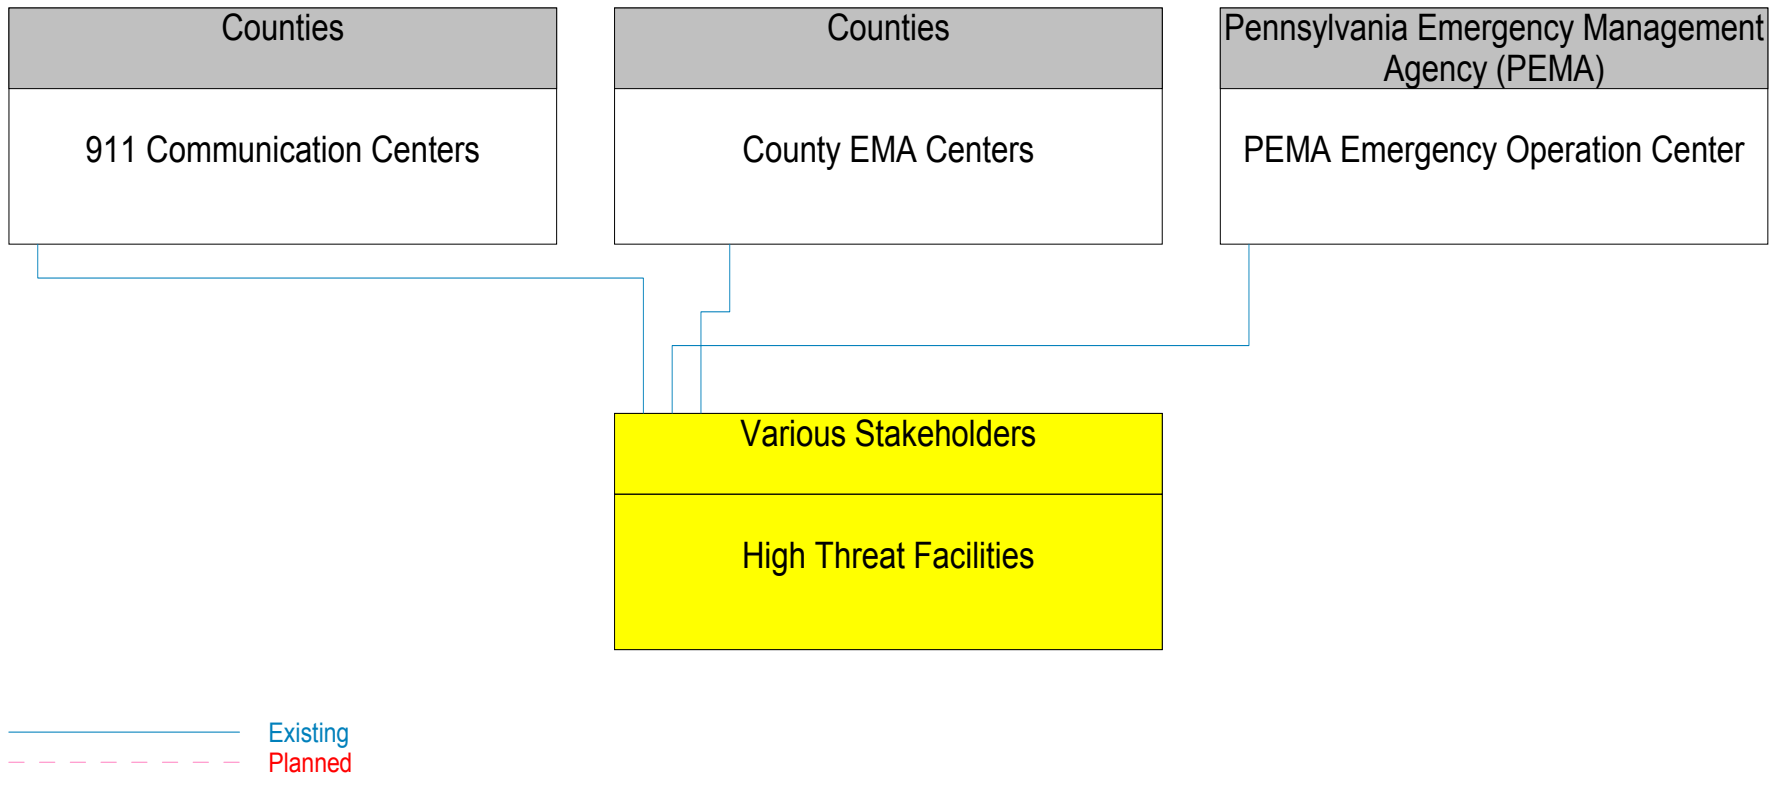 Counties
911 Communication Centers
Counties
County EMA Centers
Pennsylvania Emergency Management
Agency (PEMA)
PEMA Emergency Operation Center
Various Stakeholders
High Threat Facilities
Existing
Planned